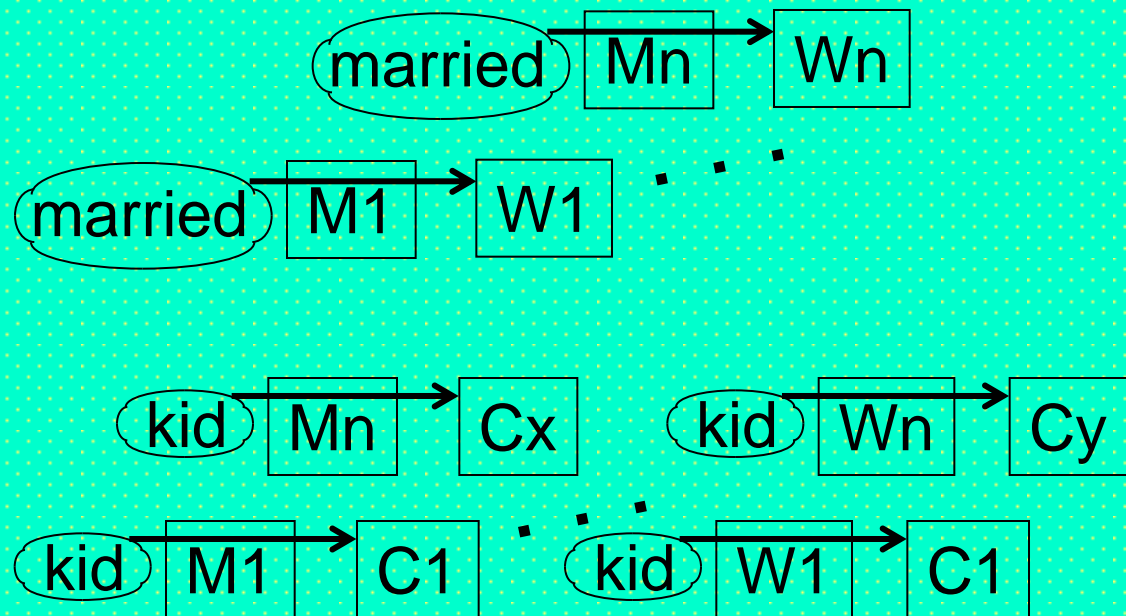 married Mn Wn
married M1 W1 . . .
kid Mn Cx kid Wn Cy
kid M1 C1 . . . kid W1 C1